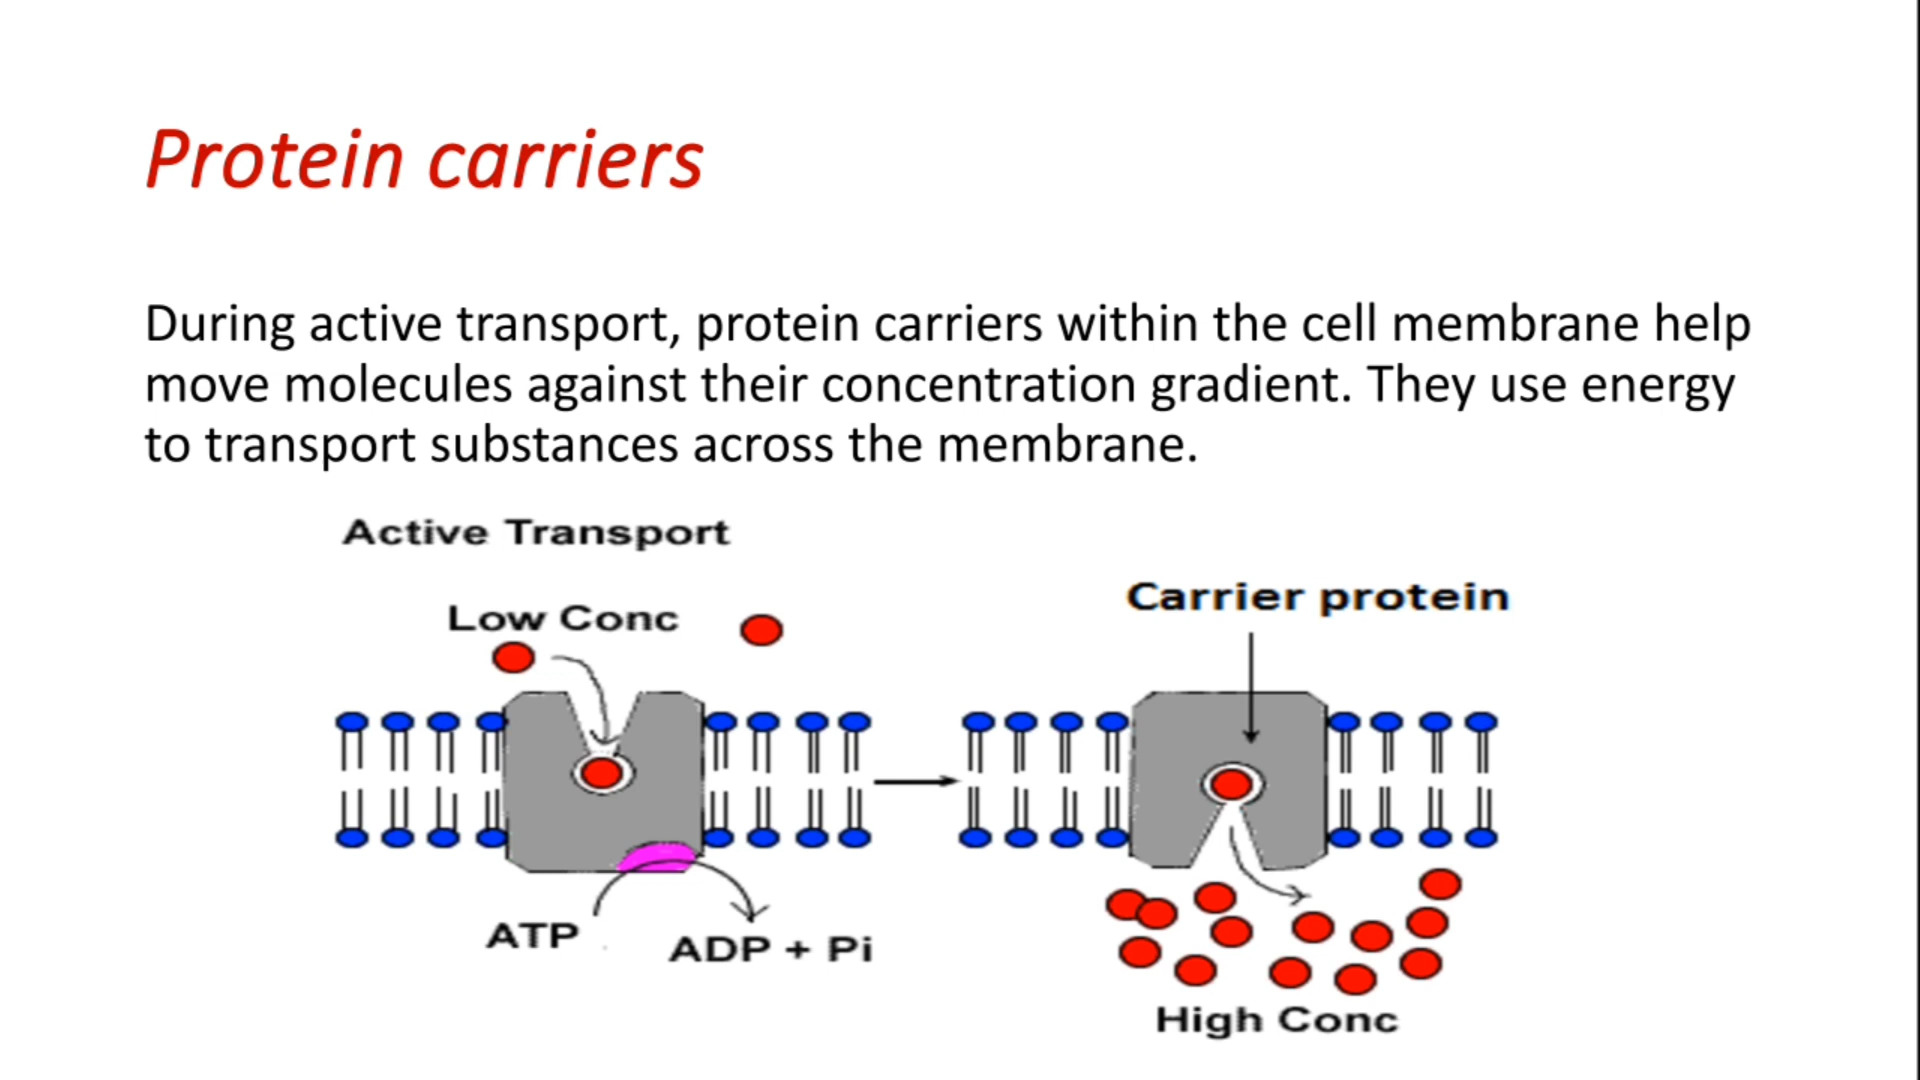 Protein carriers
During active transport, protein carriers within the cell membrane help
move molecules against their concentration gradient. They use energy
to transport substances across the membrane.
Active Transport
Low Conc
Carrier protein
ATP
ADP + Pi
High Conc